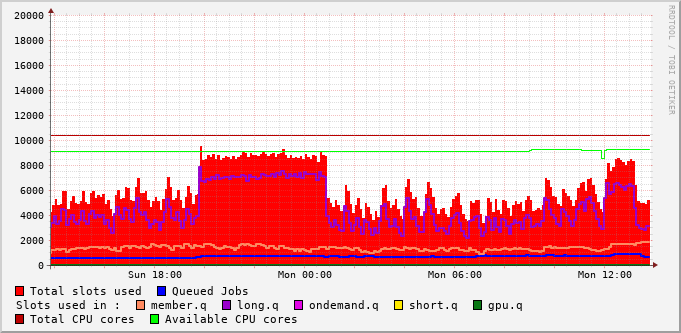 20000
18000
16000
14000
12000
10000
8000
6000
4000
2000
0
Sun 18:00 Mon 00:00 Mon 06:00 Mon 12:00
Total slots used Queued Jobs
Slots used in : member.q long.q ondemand.q short.q gpu.q
Total CPU cores Available CPU cores
RRDTOOL / TOBI OETIKER